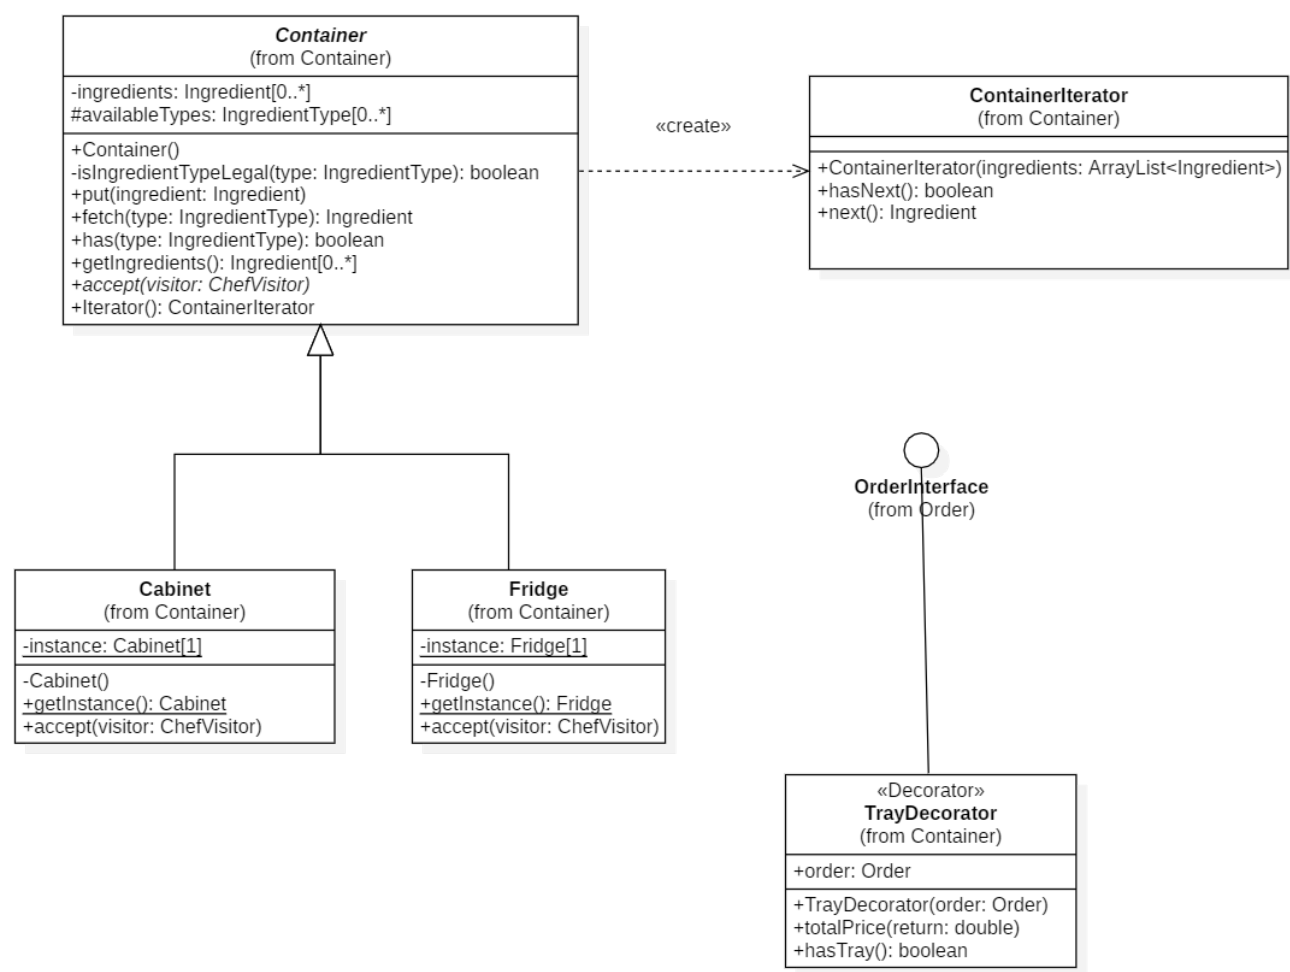 Container
(from Container)
-ingredients: Ingredient[0..*]
#availableTypes: IngredientType[0..*]
+Container()
-isIngredientTypeLegal(type: IngredientType): boolean
+put(ingredient: Ingredient)
+fetch(type: IngredientType): Ingredient
+has(type: IngredientType): boolean
+getIngredients(): Ingredient[0..*]
+accept(visitor: ChefVisitor)
+Iterator(): ContainerIterator
«create»
ContainerIterator
(from Container)
+ContainerIterator(ingredients: ArrayList<Ingredient>)
+hasNext(): boolean
+next(): Ingredient
OrderInterface
(from Order)
Cabinet
(from Container)
-instance: Cabinet[1]
-Cabinet()
+getInstance(): Cabinet
+accept(visitor: ChefVisitor)
Fridge
(from Container)
-instance: Fridge[1]
-Fridge()
+getInstance(): Fridge
+accept(visitor: ChefVisitor)
«Decorator»
TrayDecorator
(from Container)
+order: Order
+TrayDecorator(order: Order)
+totalPrice(return: double)
+hasTray(): boolean